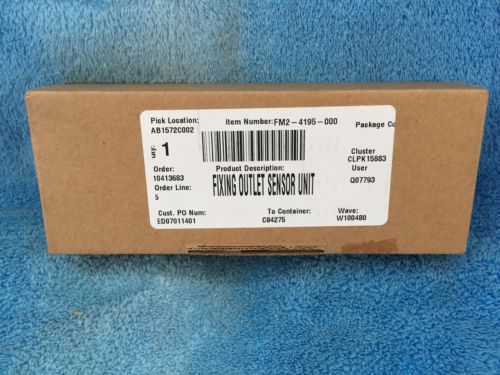 Pick Location:
AB1572C002
Item Number:FM2-4195-000
Package Co
Qty:
1
Cluster
CLPK15883
User
Q07793
Order:
10413683
Order Line:
5
Product Description:
FIXING OUTLET SENSOR UNIT
Cust. PO Num:
ED07011401
To Container:
C84275
Wave:
W100480